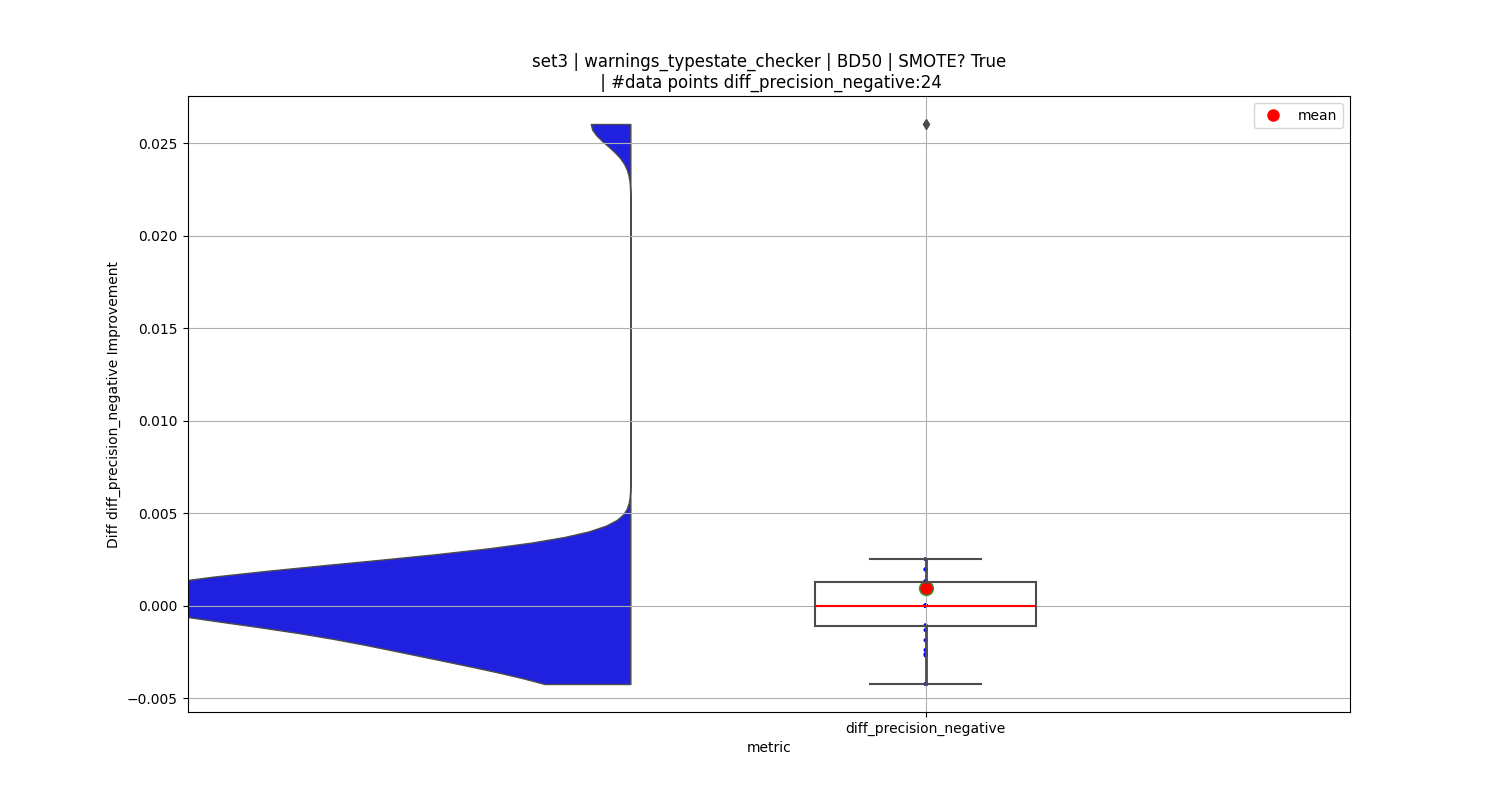 set3 | warnings_typestate_checker | BD50 | SMOTE? True
| #data points diff_precision_negative:24
mean
0.025
0.020
0.015
0.010
0.005
0.000
−0.005
Diff diff_precision_negative Improvement
diff_precision_negative
metric